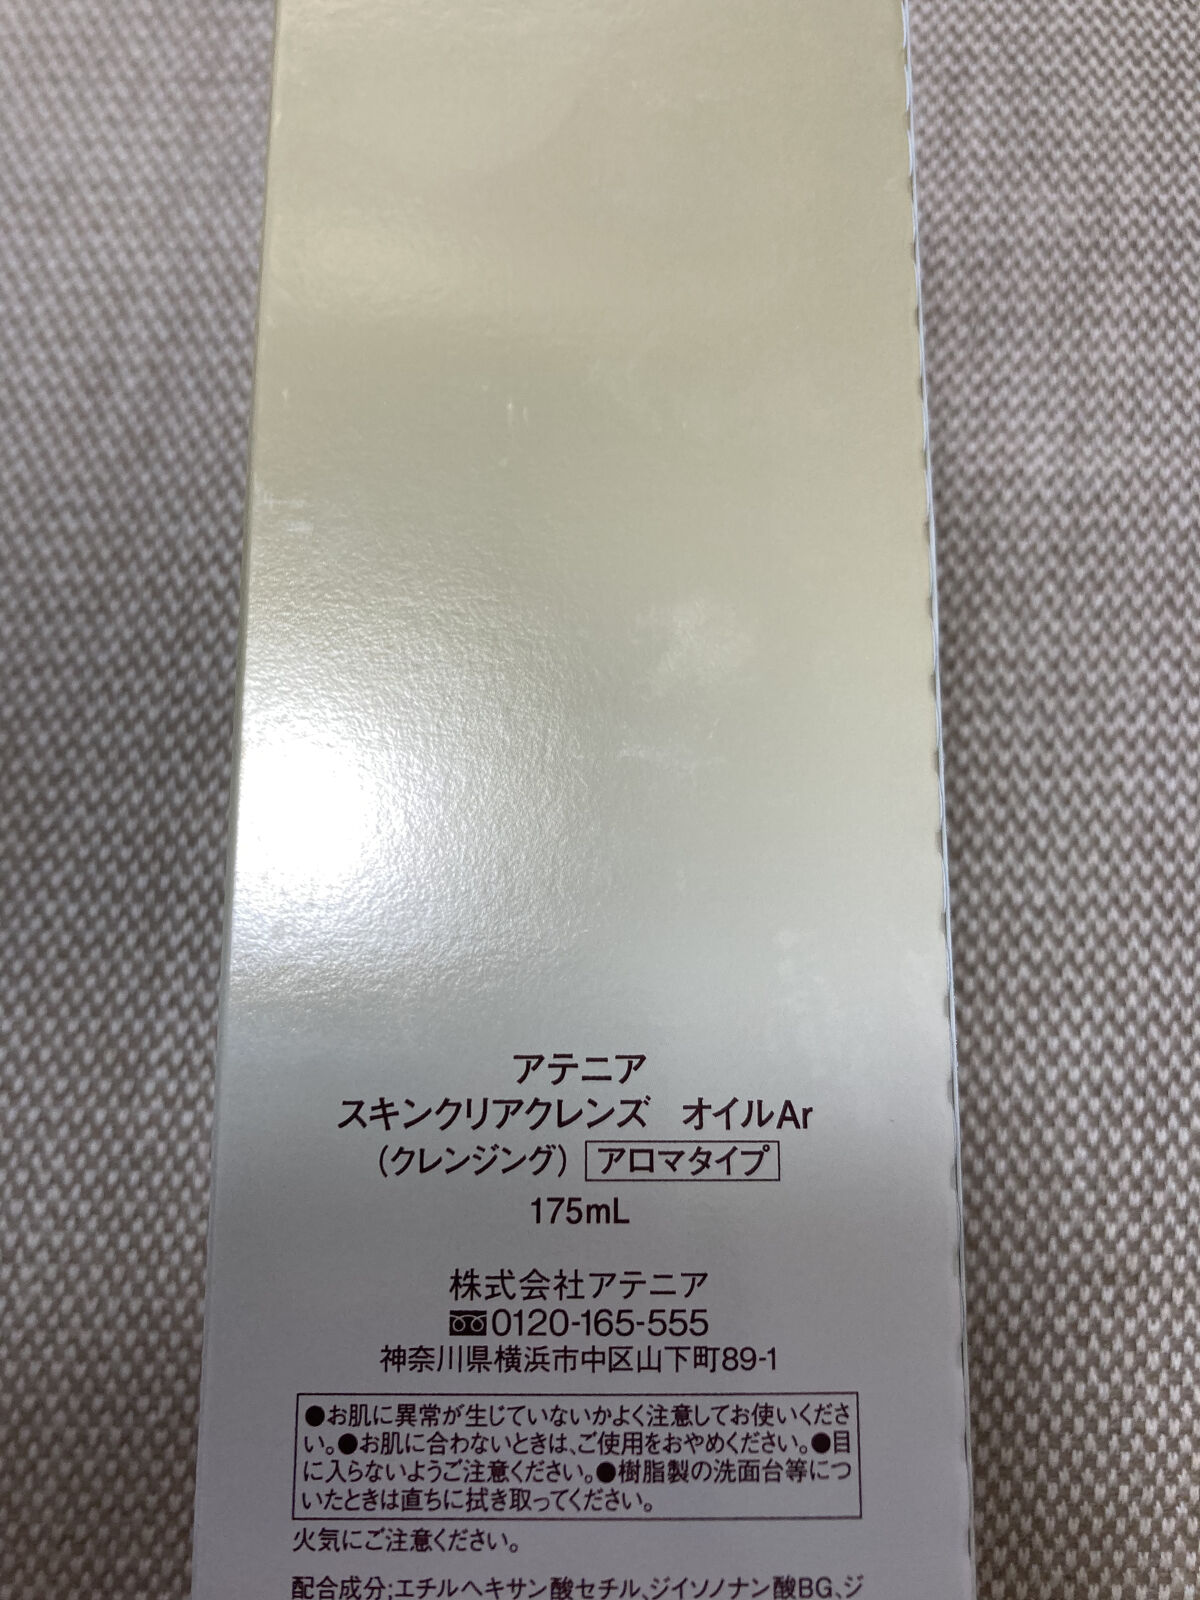 アテニア
スキンクリアクレンズ　オイルAr
(クレンジング) アロマタイプ
175mL
株式会社アテニア
0120-165-555
神奈川県横浜市中区山下町89-1
●お肌に異常が生じていないかよく注意してお使いくださ
い。●お肌に合わないときは、ご使用をおやめください。●目
に入らないようご注意ください。●樹脂製の洗面台等につ
いたときは直ちに拭き取ってください。
火気にご注意ください。
配合成分;エチルヘキサン酸セチル、ジイソノナン酸BG、ジ